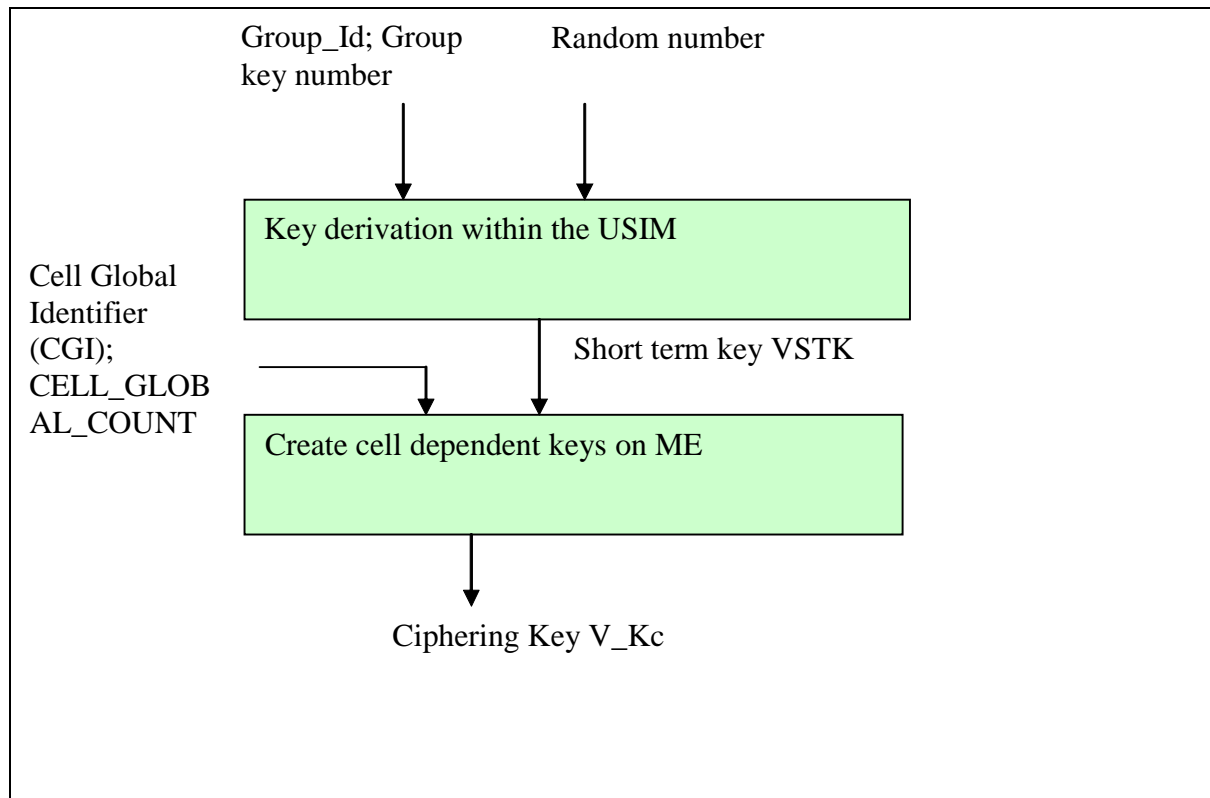 Group_Id; Group
key number
Random number
Key derivation within the USIM
Cell Global
Identifier
(CGI);
CELL_GLOB
AL_COUNT
Short term key VSTK
Create cell dependent keys on ME
Ciphering Key V_Kc